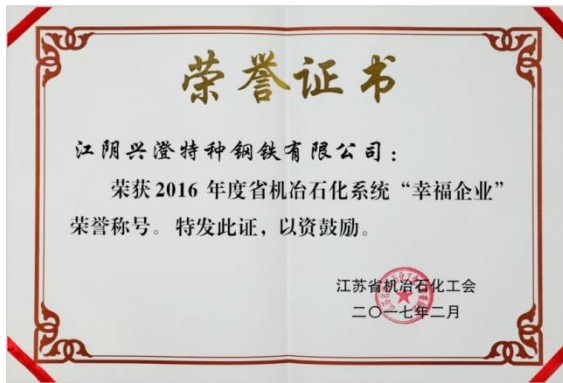 荣誉证书
江阴兴澄特种钢铁有限公司：
荣获2016 年度省机冶石化系统“幸福企业”
荣誉称号。特发此证，以资鼓励。
江苏省机冶石化工会
二〇一七年二月